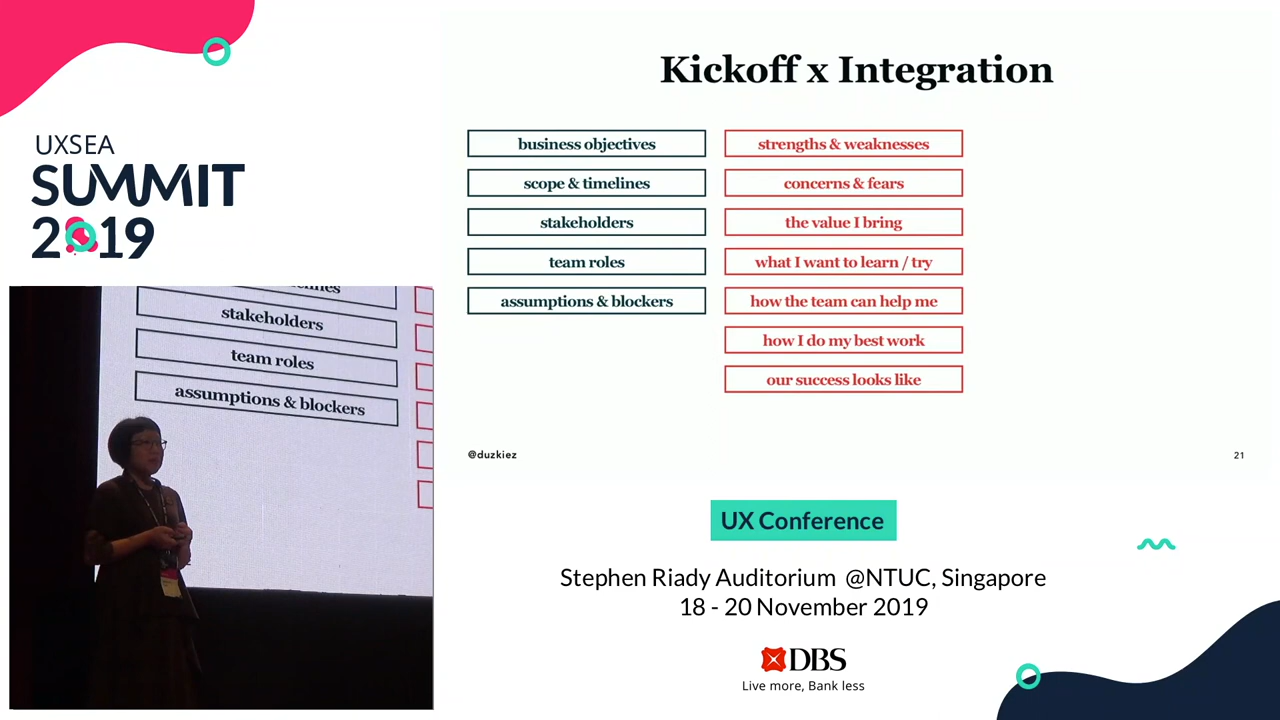 UXSEA
SUMMIT
2019
Kickoff x Integration
business objectives
scope & timelines
stakeholders
team roles
assumptions & blockers
strengths & weaknesses
concerns & fears
the value I bring
what I want to learn / try
how the team can help me
how I do my best work
our success looks like
@duzkiez
21
stakeholders
team roles
assumptions & blockers
UX Conference
Stephen Riady Auditorium @NTUC, Singapore
18 - 20 November 2019
DBS
Live more, Bank less